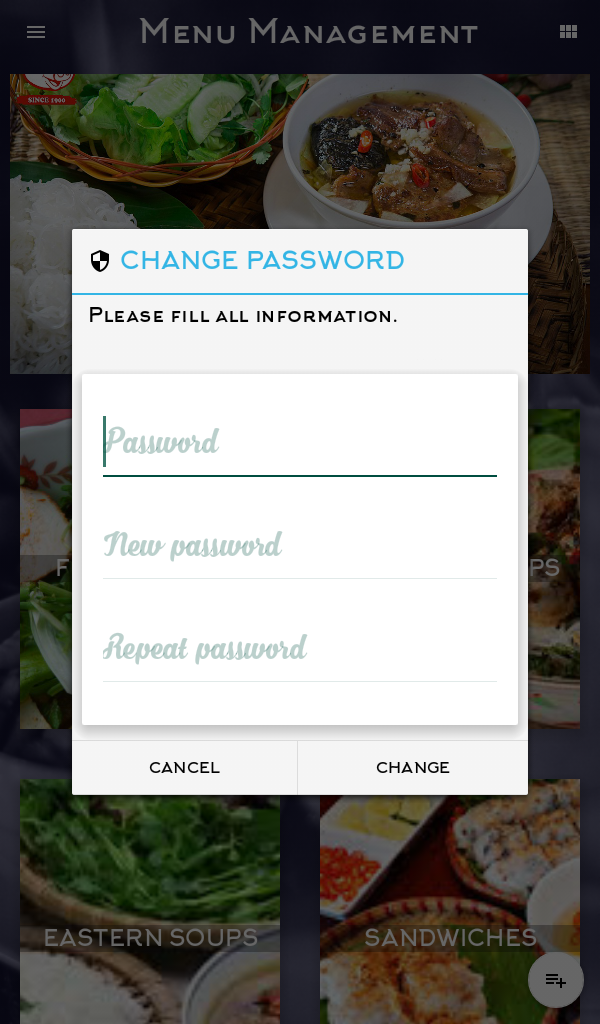 Menu Management
SINCE 1960
CHANGE PASSWORD
Please fill all information.
Password
New password
Repeat password
F
PS
CANCEL
CHANGE
EASTERN SOUPS
SANDWICHES